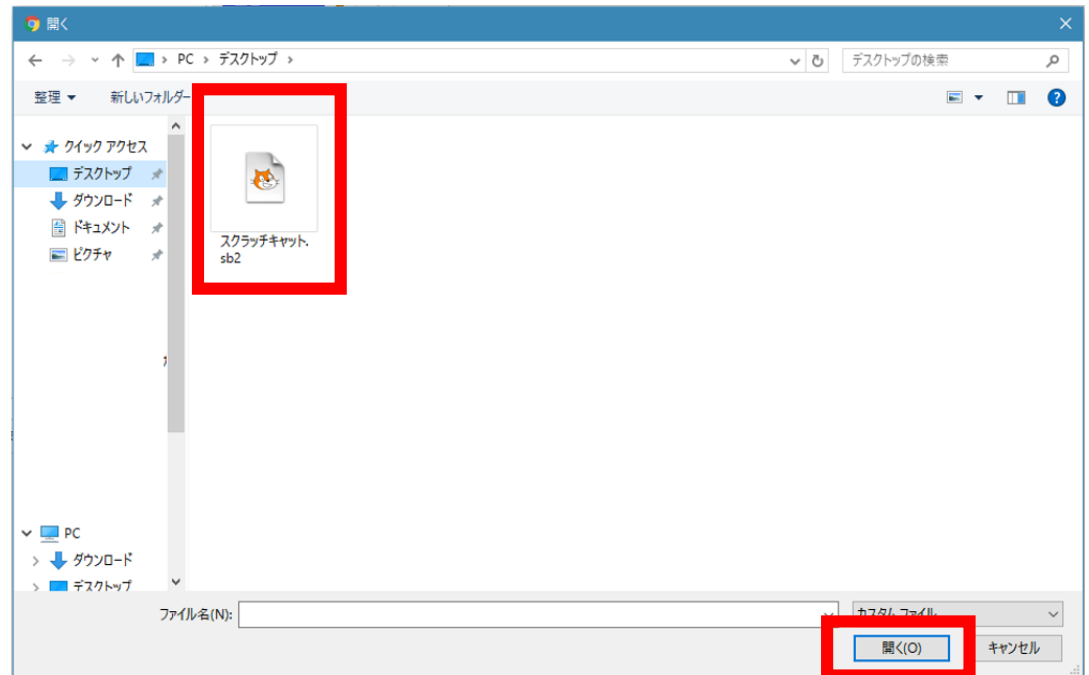 開く
PC > デスクトップ >
デスクトップの検索
整理
新しいフォルダー
クイック アクセス
デスクトップ
ダウンロード
ドキュメント
ピクチャ
スクラッチキャット.
sb2
PC
ダウンロード
デスクトップ
ファイル名(N):
カスタム ファイル
開く(O)
キャンセル